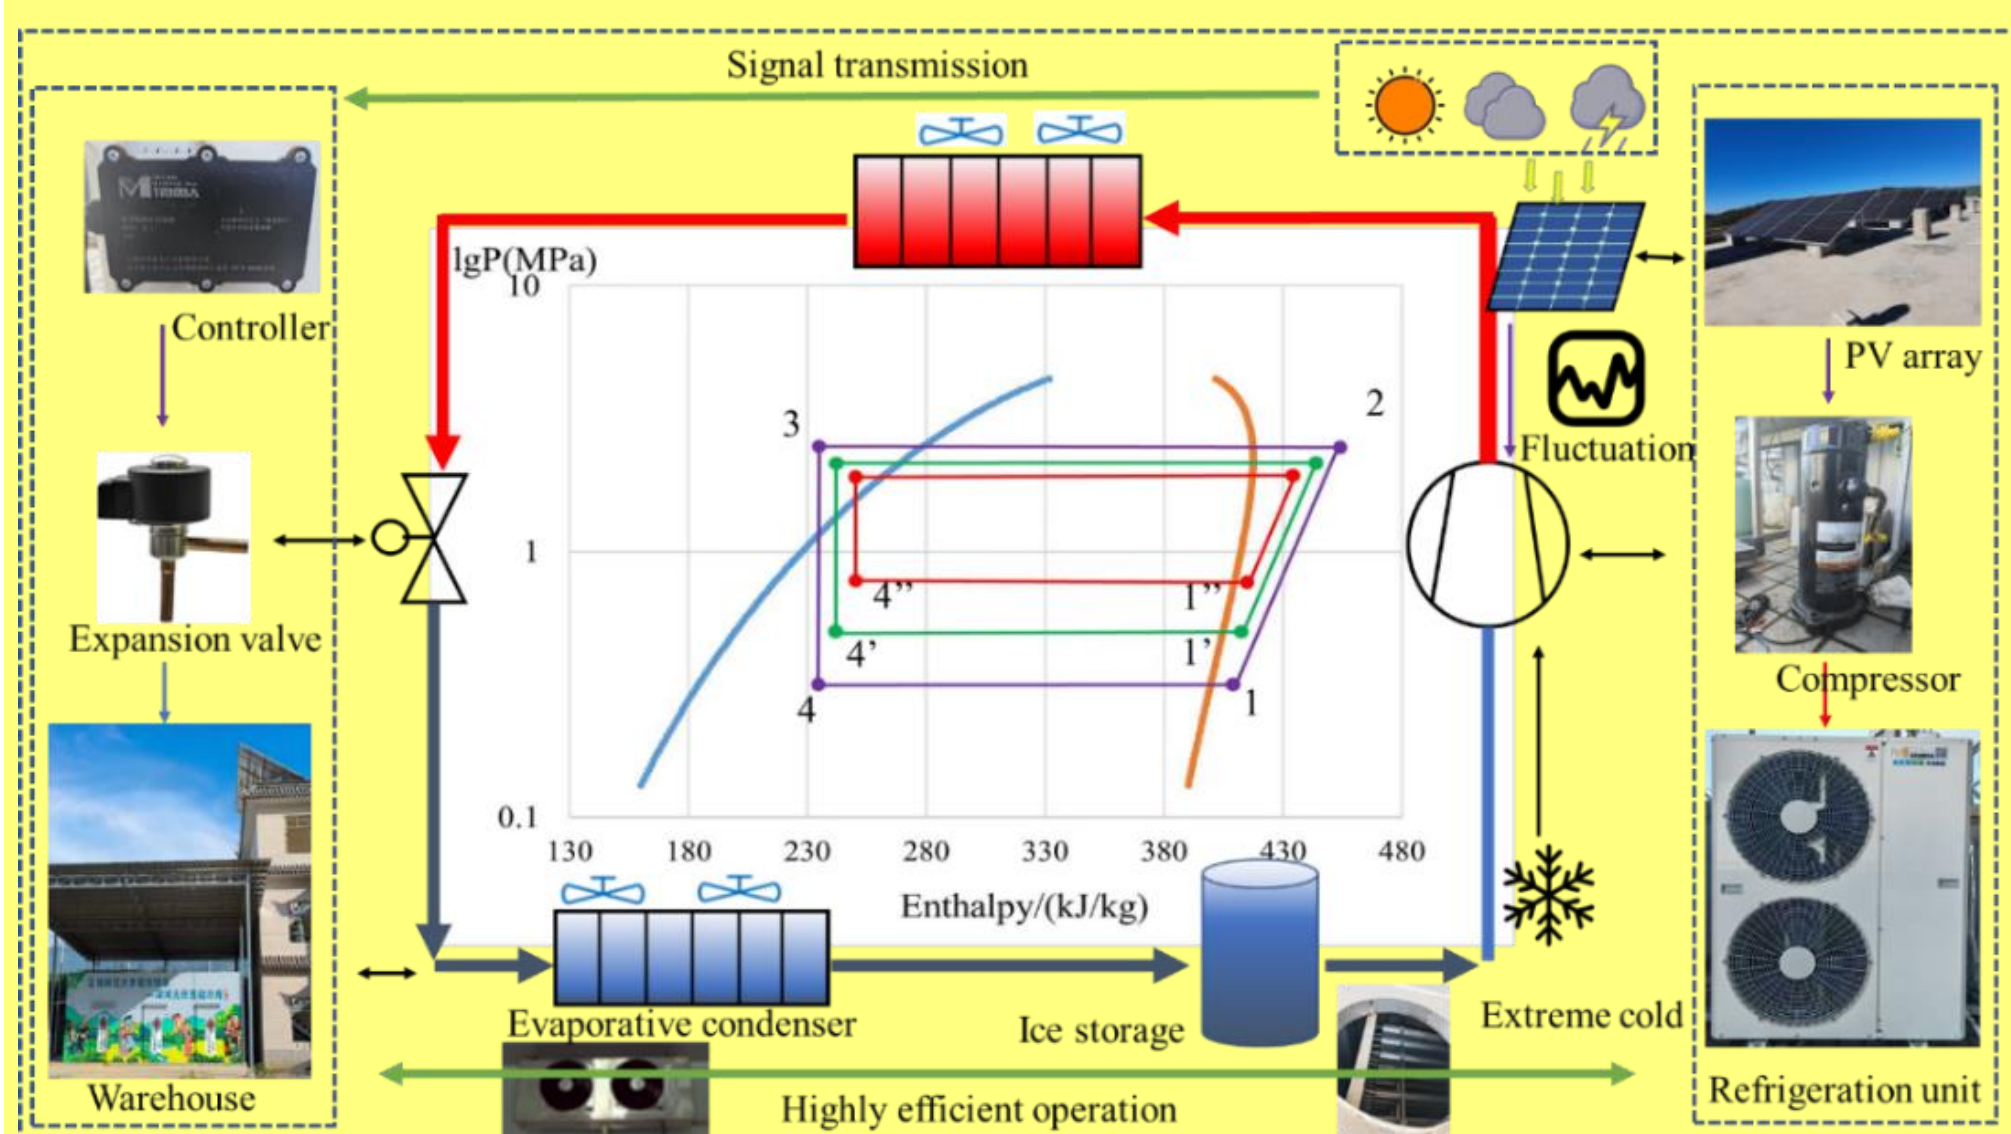 Signal transmission
Controller
lgP(MPa)
10
3
2
Fluctuation
PV array
1
4’’
1’’
Expansion valve
4’
1’
Compressor
4
1
0.1
130 180 230 280 330 380 430 480
Enthalpy/(kJ/kg)
Evaporative condenser
Ice storage
Extreme cold
Warehouse
Highly efficient operation
Refrigeration unit